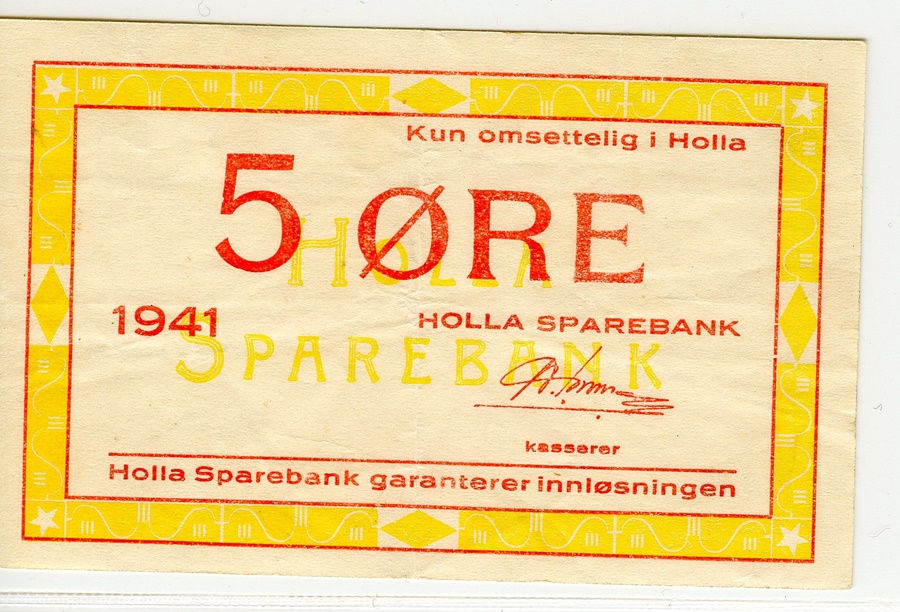 Kun omsettelig i Holla
5 ØRE
HOLLA
1941
HOLLA SPAREBANK
SPAREBANK
kasserer
Holla Sparebank garanterer innløsningen